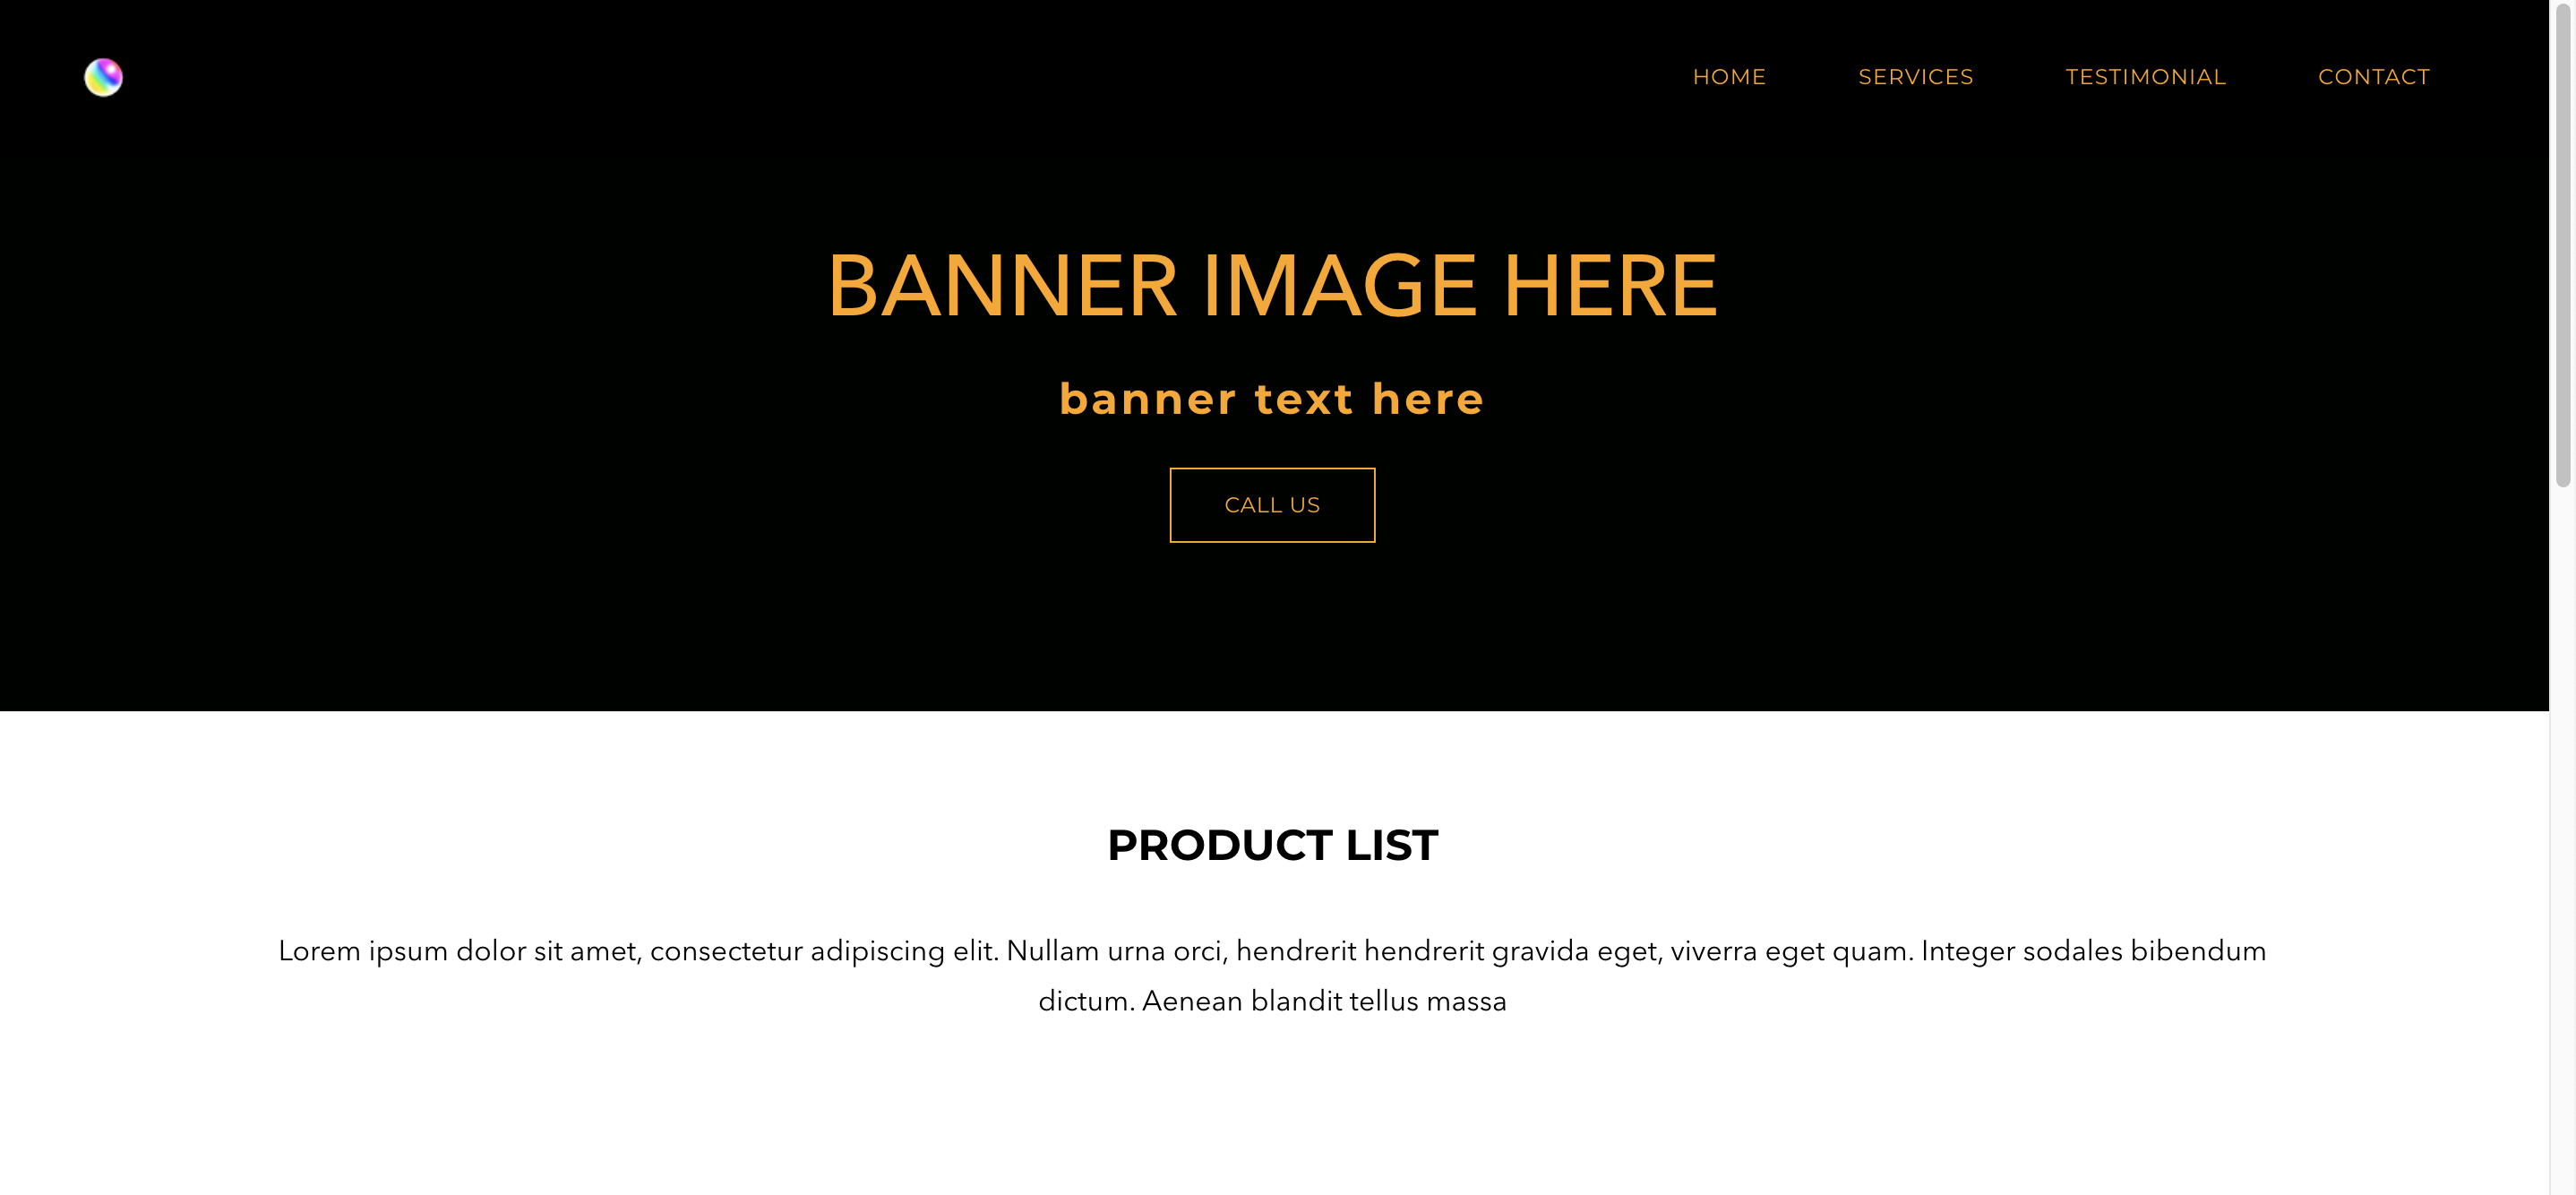 HOME SERVICES TESTIMONIAL CONTACT
BANNER IMAGE HERE
banner text here
CALL US
PRODUCT LIST
Lorem ipsum dolor sit amet, consectetur adipiscing elit. Nullam urna orci, hendrerit hendrerit gravida eget, viverra eget quam. Integer sodales bibendum
dictum. Aenean blandit tellus massa